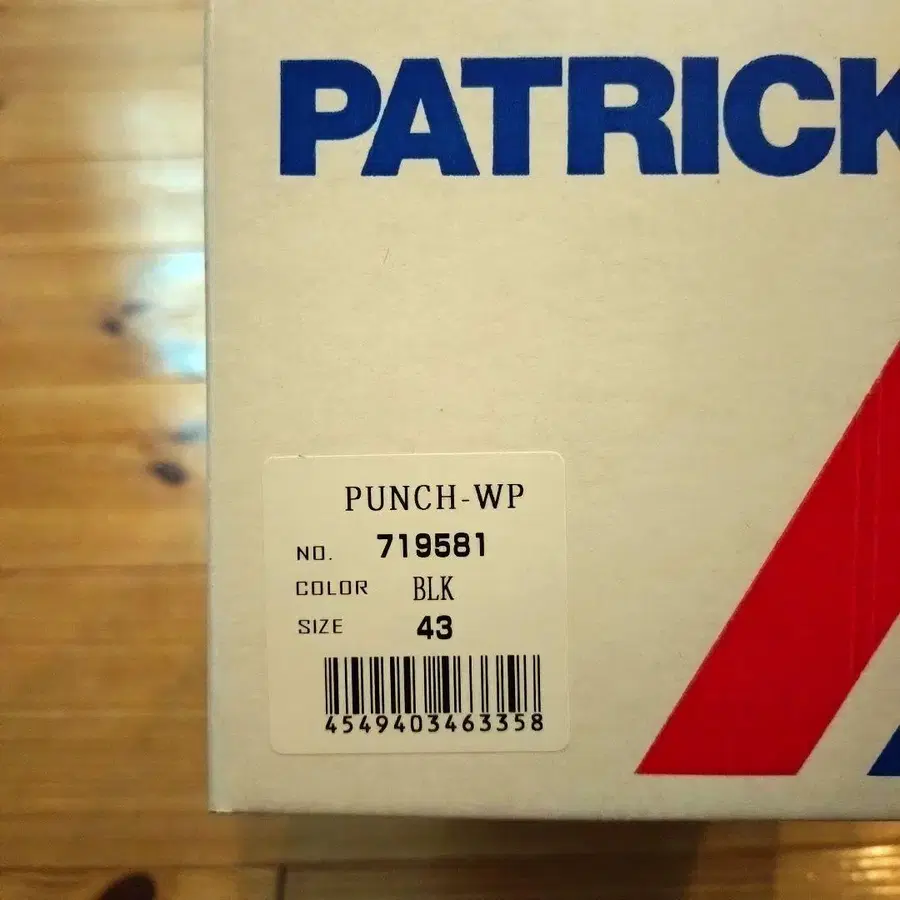 PATRICK
PUNCH-WP
NO. 719581
COLOR BLK
SIZE 43
4549403463358